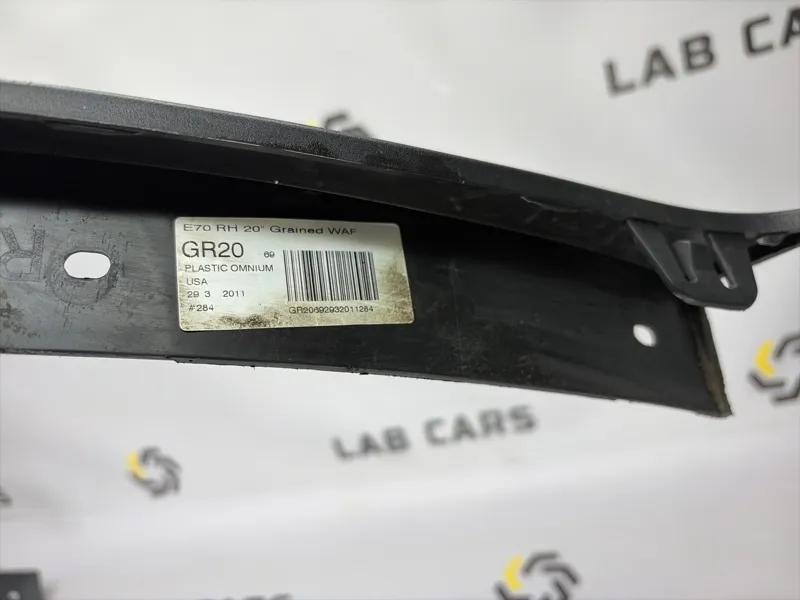 LAB CARS
E70 RH 20" Grained WAF
GR20 69
PLASTIC OMNIUM
USA
29 3 2011
#284
GR20692932011284
LAB CARS